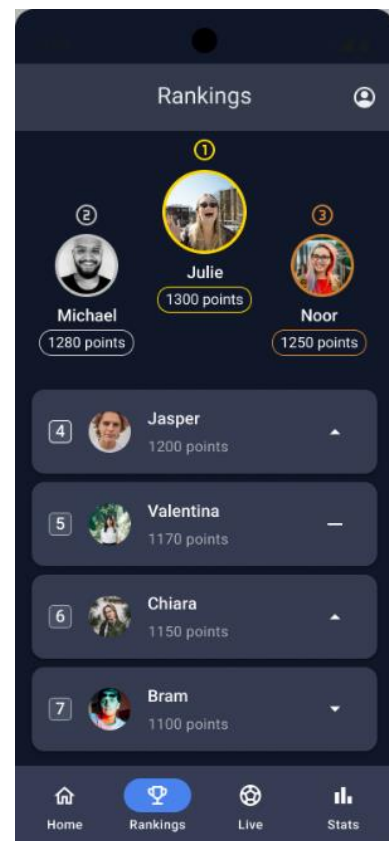 Rankings
1
2
3
Julie
1300 points
Michael
1280 points
Noor
1250 points
4
Jasper
1200 points
5
Valentina
1170 points
6
Chiara
1150 points
7
Bram
1100 points
Home
Rankings
Live
Stats